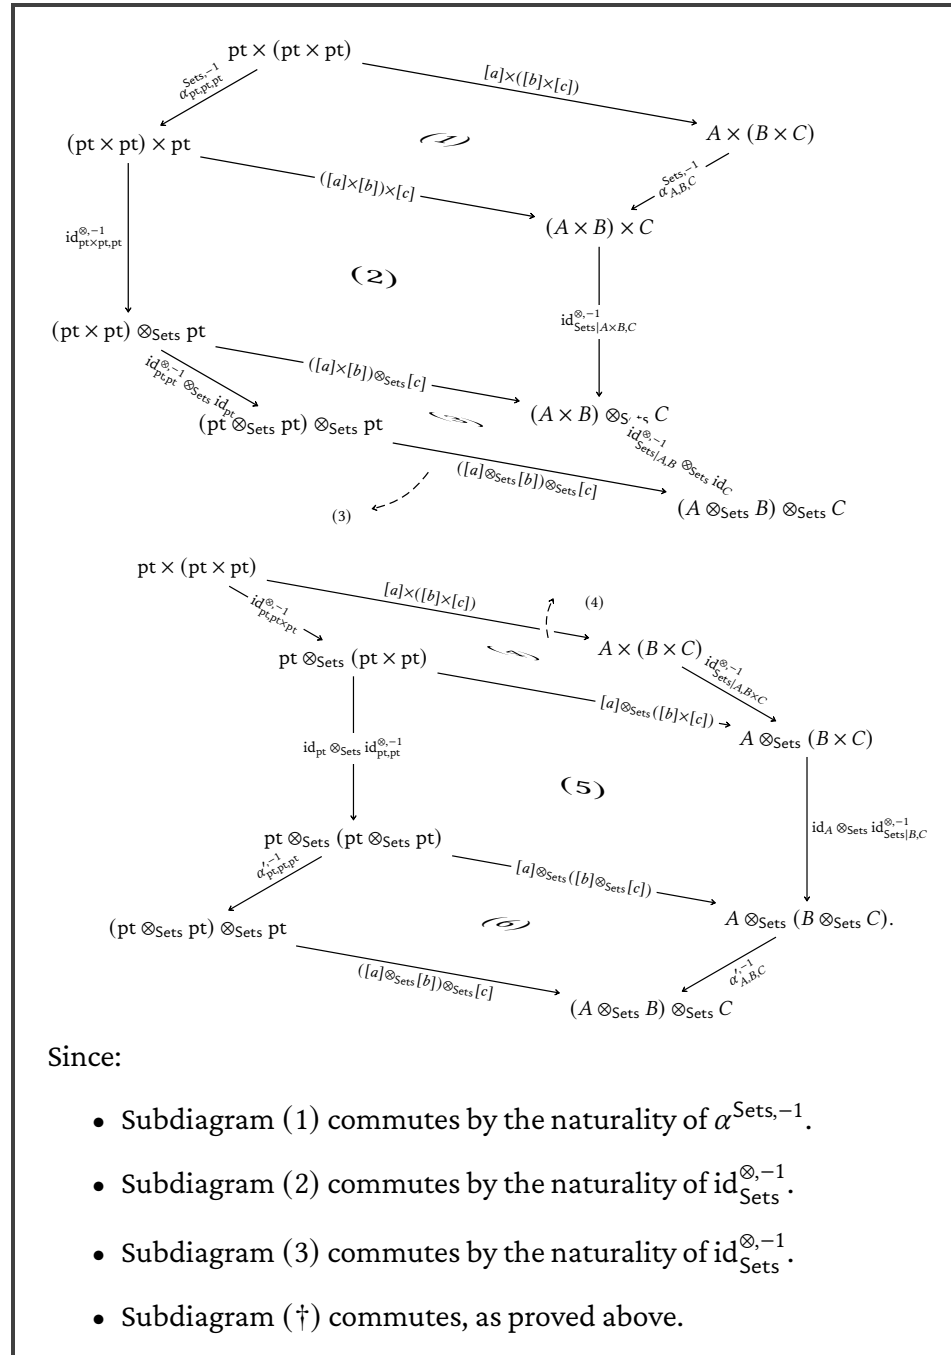 pt × (pt × pt)
α^{Sets,−1}_{pt,pt,pt}
[a]×([b]×[c])
(pt × pt) × pt
(1)
A × (B × C)
α^{Sets,−1}_{A,B,C}
([a]×[b])×[c]
(A × B) × C
id^{⊗,−1}_{pt×pt,pt}
(2)
id^{⊗,−1}_{Sets|A×B,C}
(pt × pt) ⊗_{Sets} pt
([a]×[b])⊗_{Sets}[c]
id^{⊗,−1}_{pt,pt} ⊗_{Sets} id_{pt}
(A × B) ⊗_{Sets} C
(pt ⊗_{Sets} pt) ⊗_{Sets} pt
id^{⊗,−1}_{Sets|A,B} ⊗_{Sets} id_C
([a]⊗_{Sets}[b])⊗_{Sets}[c]
(A ⊗_{Sets} B) ⊗_{Sets} C
(3)
pt × (pt × pt)
[a]×([b]×[c])
(4)
id^{⊗,−1}_{pt,pt×pt}
A × (B × C)
id^{⊗,−1}_{Sets|A,B×C}
pt ⊗_{Sets} (pt × pt)
[a]⊗_{Sets}([b]×[c])
A ⊗_{Sets} (B × C)
id_{pt} ⊗_{Sets} id^{⊗,−1}_{pt,pt}
(5)
id_A ⊗_{Sets} id^{⊗,−1}_{Sets|B,C}
pt ⊗_{Sets} (pt ⊗_{Sets} pt)
α^{′,−1}_{pt,pt,pt}
[a]⊗_{Sets}([b]⊗_{Sets}[c])
A ⊗_{Sets} (B ⊗_{Sets} C).
(pt ⊗_{Sets} pt) ⊗_{Sets} pt
(6)
α^{′,−1}_{A,B,C}
([a]⊗_{Sets}[b])⊗_{Sets}[c]
(A ⊗_{Sets} B) ⊗_{Sets} C
Since:
• Subdiagram (1) commutes by the naturality of α^{Sets,−1}.
• Subdiagram (2) commutes by the naturality of id^{⊗,−1}_{Sets}.
• Subdiagram (3) commutes by the naturality of id^{⊗,−1}_{Sets}.
• Subdiagram (†) commutes, as proved above.